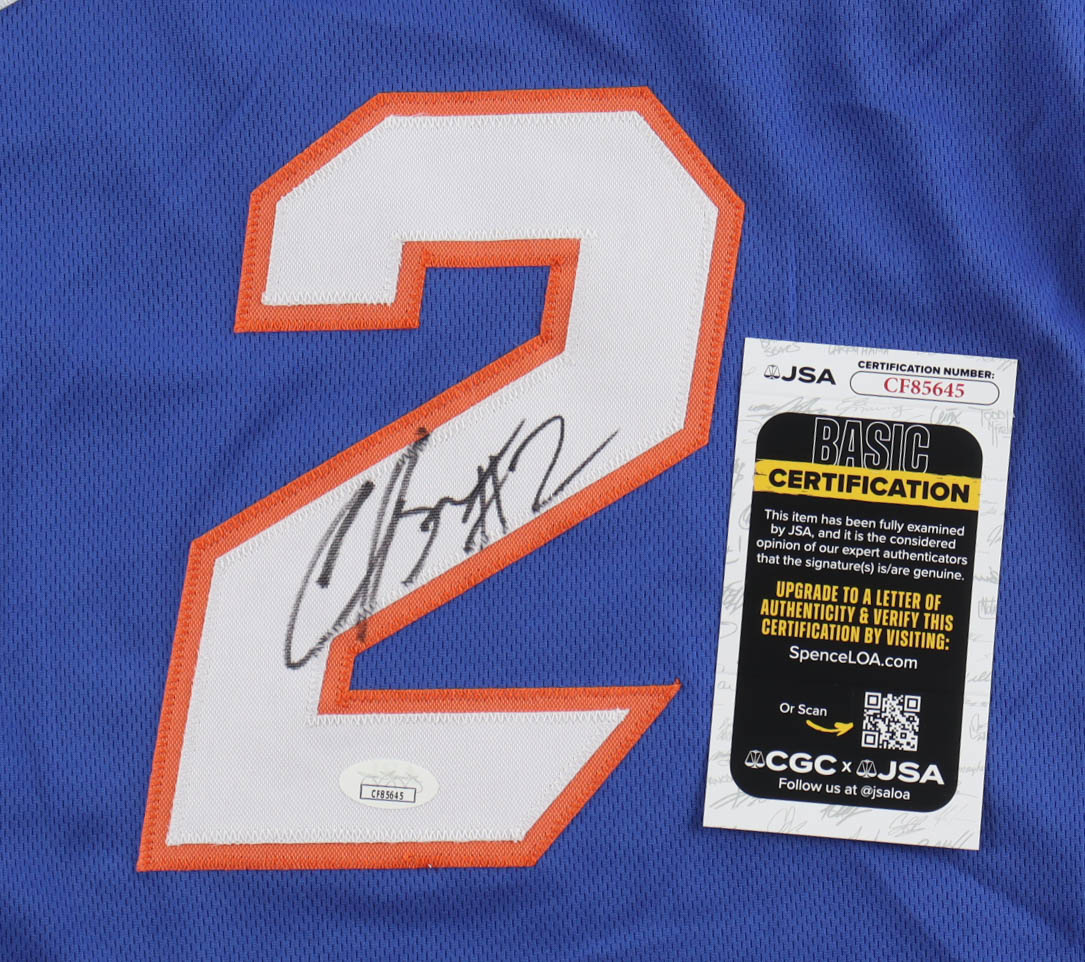 2
#2
CF85645
JSA
CERTIFICATION NUMBER:
CF85645
BASIC
CERTIFICATION
This item has been fully examined
by JSA, and it is the considered
opinion of our expert authenticators
that the signature(s) is/are genuine.
UPGRADE TO A LETTER OF
AUTHENTICITY & VERIFY THIS
CERTIFICATION BY VISITING:
SpenceLOA.com
Or Scan
CGC x JSA
Follow us at @jsaloa